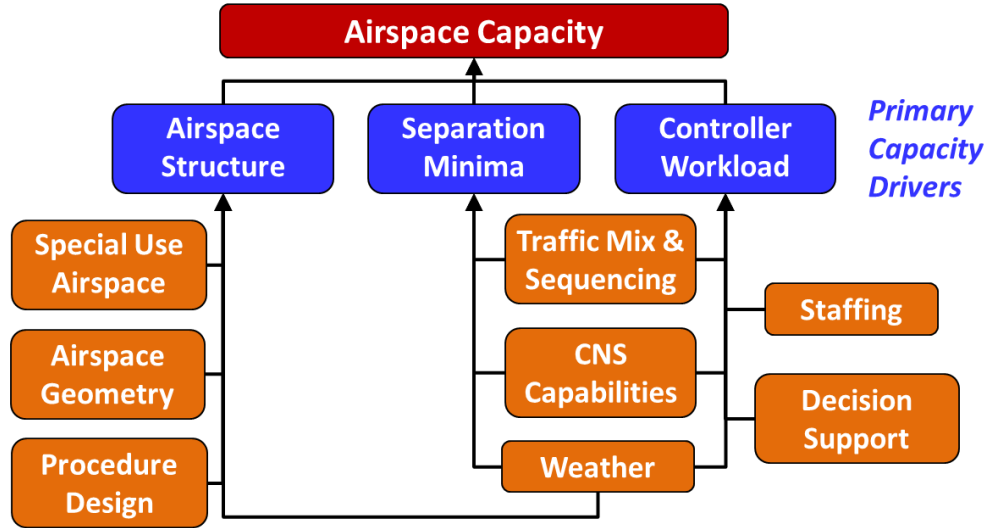 Airspace Capacity
Airspace
Structure
Separation
Minima
Controller
Workload
Primary
Capacity
Drivers
Special Use
Airspace
Traffic Mix &
Sequencing
Staffing
Airspace
Geometry
CNS
Capabilities
Decision
Support
Procedure
Design
Weather